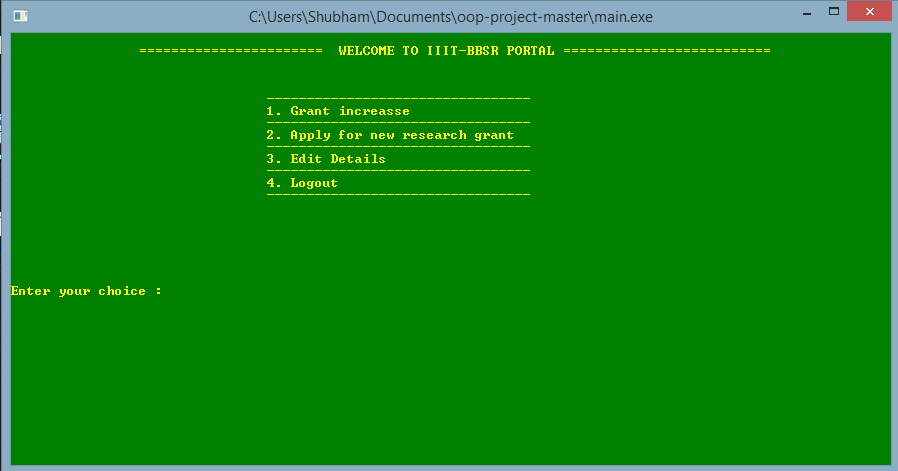 C:\Users\Shubham\Documents\oop-project-master\main.exe
======================= WELCOME TO IIIT-BBSR PORTAL ==========================
---------------------------------
1. Grant increasse
---------------------------------
2. Apply for new research grant
---------------------------------
3. Edit Details
---------------------------------
4. Logout
---------------------------------
Enter your choice :